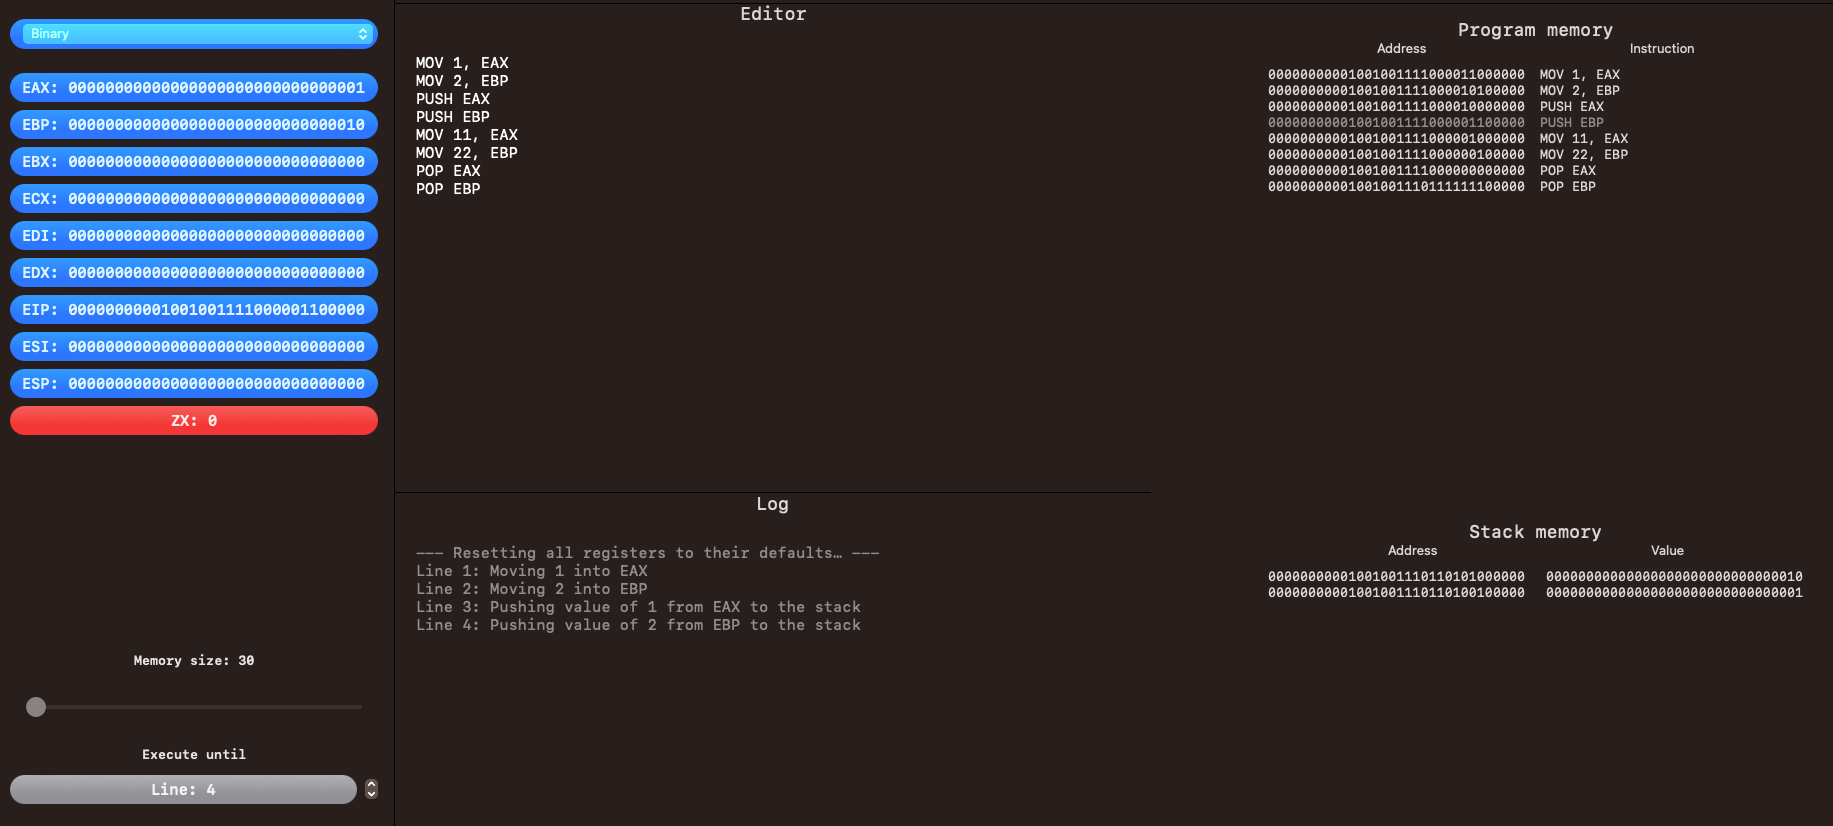 Binary
EAX: 00000000000000000000000000000001
EBP: 00000000000000000000000000000010
EBX: 00000000000000000000000000000000
ECX: 00000000000000000000000000000000
EDI: 00000000000000000000000000000000
EDX: 00000000000000000000000000000000
EIP: 00000000001001001111000001100000
ESI: 00000000000000000000000000000000
ESP: 00000000000000000000000000000000
ZX: 0
Memory size: 30
Execute until
Line: 4
Editor
MOV 1, EAX
MOV 2, EBP
PUSH EAX
PUSH EBP
MOV 11, EAX
MOV 22, EBP
POP EAX
POP EBP
Log
--- Resetting all registers to their defaults… ---
Line 1: Moving 1 into EAX
Line 2: Moving 2 into EBP
Line 3: Pushing value of 1 from EAX to the stack
Line 4: Pushing value of 2 from EBP to the stack
Program memory
Address Instruction
00000000001001001111000011000000 MOV 1, EAX
00000000001001001111000010100000 MOV 2, EBP
00000000001001001111000010000000 PUSH EAX
00000000001001001111000001100000 PUSH EBP
00000000001001001111000001000000 MOV 11, EAX
00000000001001001111000000100000 MOV 22, EBP
00000000001001001111000000000000 POP EAX
00000000001001001110111111100000 POP EBP
Stack memory
Address Value
00000000001001001110110101000000 00000000000000000000000000000010
00000000001001001110110100100000 00000000000000000000000000000001